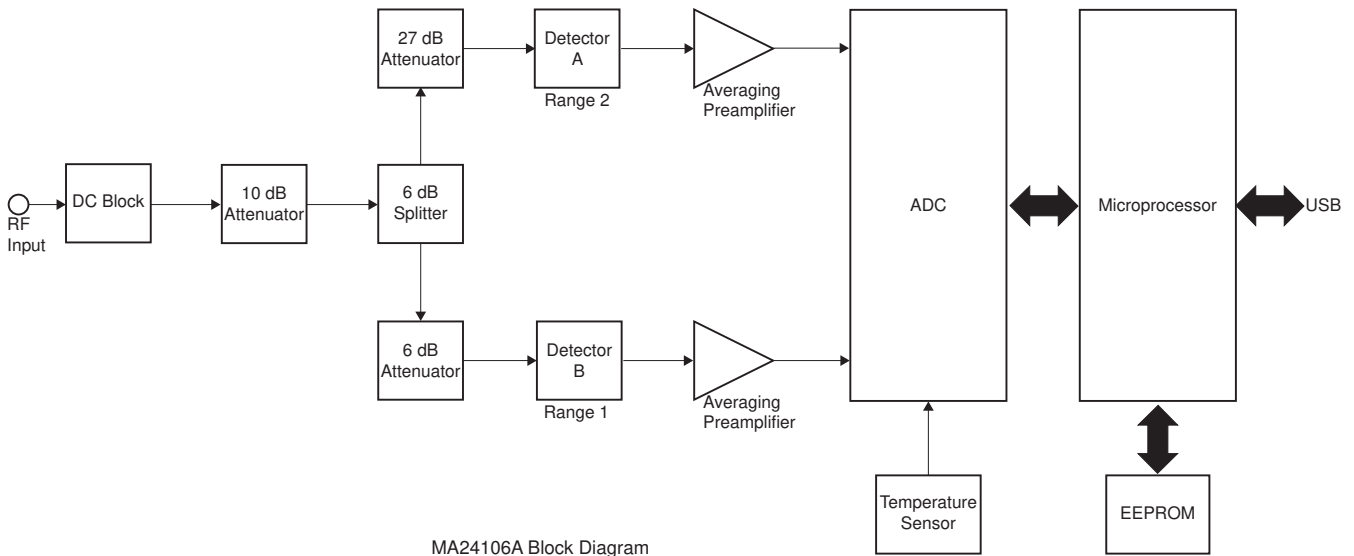 27 dB
Attenuator
Detector
A
Range 2
Averaging
Preamplifier
RF
Input
DC Block
10 dB
Attenuator
6 dB
Splitter
ADC
Microprocessor
USB
6 dB
Attenuator
Detector
B
Range 1
Averaging
Preamplifier
Temperature
Sensor
EEPROM
MA24106A Block Diagram